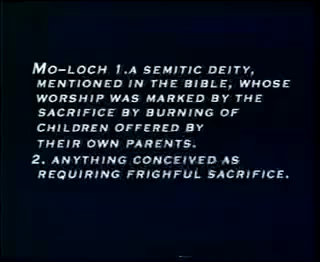 MO-LOCH 1.A SEMITIC DEITY,
MENTIONED IN THE BIBLE, WHOSE
WORSHIP WAS MARKED BY THE
SACRIFICE BY BURNING OF
CHILDREN OFFERED BY
THEIR OWN PARENTS.
2. ANYTHING CONCEIVED AS
REQUIRING FRIGHFUL SACRIFICE.